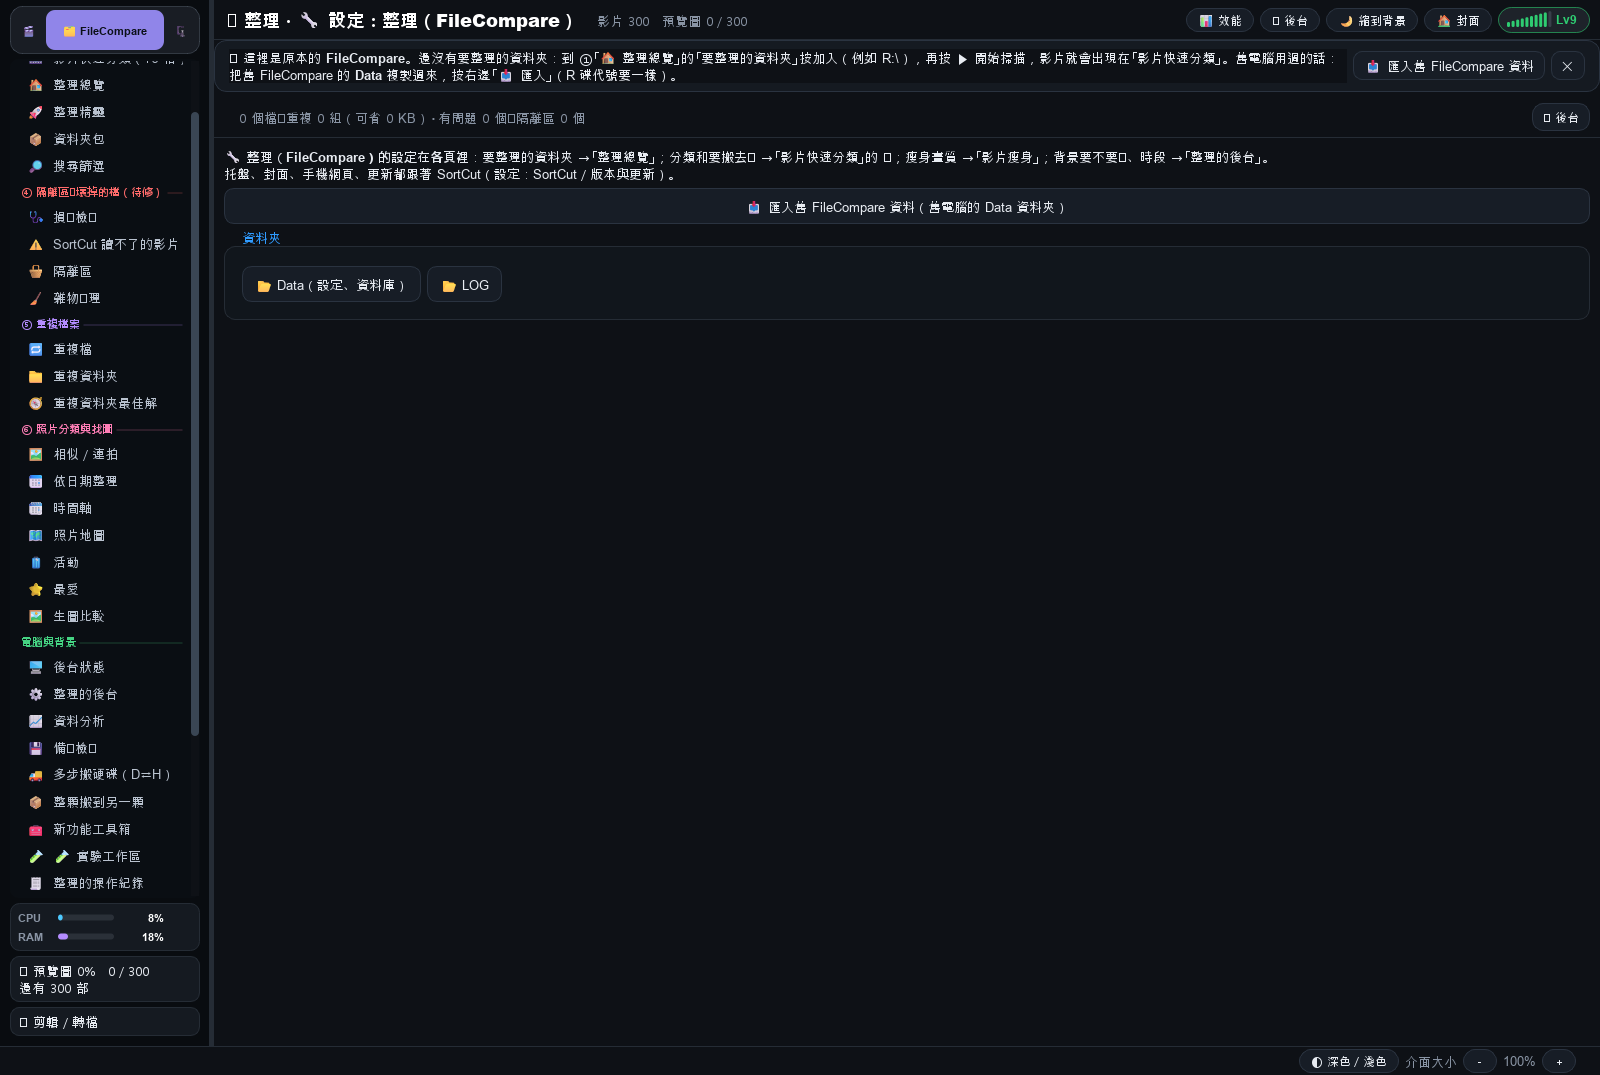 FileCompare
整理總覽
整理精靈
資料夾包
搜尋篩選
損 檢
SortCut 讀不了的影片
隔離區
雜物 理
⑤ 重複檔案
重複檔
重複資料夾
重複資料夾最佳解
⑥ 照片分類與找圖
相似 / 連拍
依日期整理
時間軸
照片地圖
活動
最愛
生圖比較
電腦與背景
後台狀態
整理的後台
資料分析
備 檢
多步搬硬碟 ( D⇄H )
整顆搬到另一顆
新功能工具箱
實驗工作區
整理的操作紀錄
CPU 8%
RAM 18%
預覽圖 0% 0 / 300
還有 300 部
剪輯 / 轉檔
整理 · 設定 : 整理 ( FileCompare )
影片 300 預覽圖 0 / 300
效能
後台
縮到背景
封面
Lv9
這裡是原本的 FileCompare。還沒有要整理的資料夾 : 到 ①「整理總覽」的「要整理的資料夾」按加入 ( 例如 R:\ ) , 再按 ▶ 開始掃描 , 影片就會出現在「影片快速分類」。舊電腦用過的話 :
把舊 FileCompare 的 Data 複製過來 , 按右邊「匯入」( R 碟代號要一樣 ) 。
匯入舊 FileCompare 資料
×
0 個檔 重複 0 組 ( 可省 0 KB ) · 有問題 0 個 隔離區 0 個
後台
整理 ( FileCompare ) 的設定在各頁裡 : 要整理的資料夾 →「整理總覽」; 分類和要搬去 →「影片快速分類」的 ; 瘦身畫質 →「影片瘦身」; 背景要不要 、時段 →「整理的後台」。
托盤、封面、手機網頁、更新都跟著 SortCut ( 設定 : SortCut / 版本與更新 ) 。
匯入舊 FileCompare 資料 ( 舊電腦的 Data 資料夾 )
資料夾
Data ( 設定、資料庫 )
LOG
深色 / 淺色
介面大小
-
100%
+